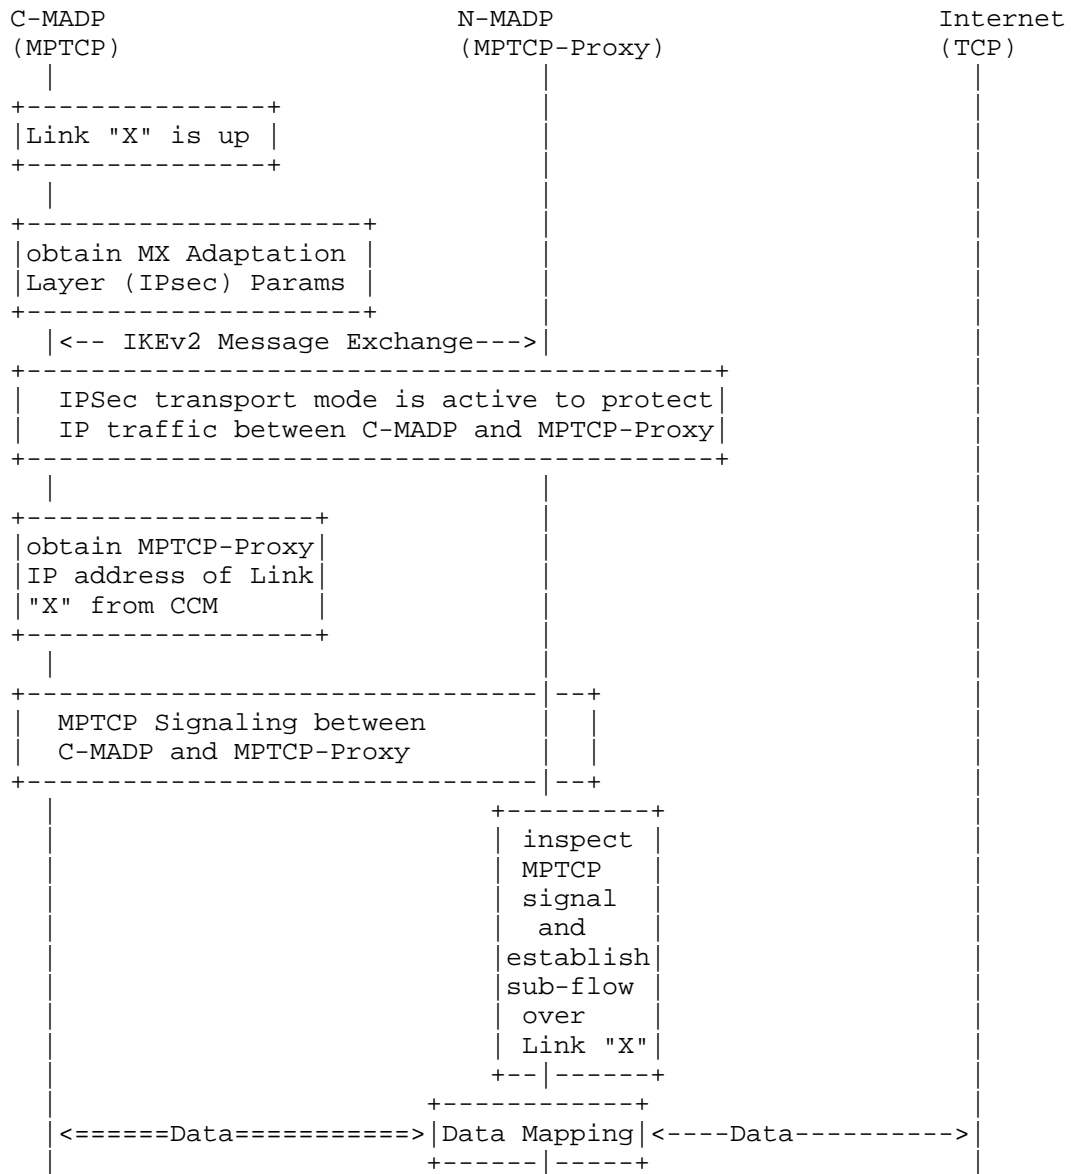 C-MADP N-MADP Internet
(MPTCP) (MPTCP-Proxy) (TCP)
Link "X" is up
obtain MX Adaptation
Layer (IPsec) Params
<-- IKEv2 Message Exchange--->
IPSec transport mode is active to protect
IP traffic between C-MADP and MPTCP-Proxy
obtain MPTCP-Proxy
IP address of Link
"X" from CCM
MPTCP Signaling between
C-MADP and MPTCP-Proxy
inspect
MPTCP
signal
and
establish
sub-flow
over
Link "X"
<======Data===========>|Data Mapping|<----Data---------->